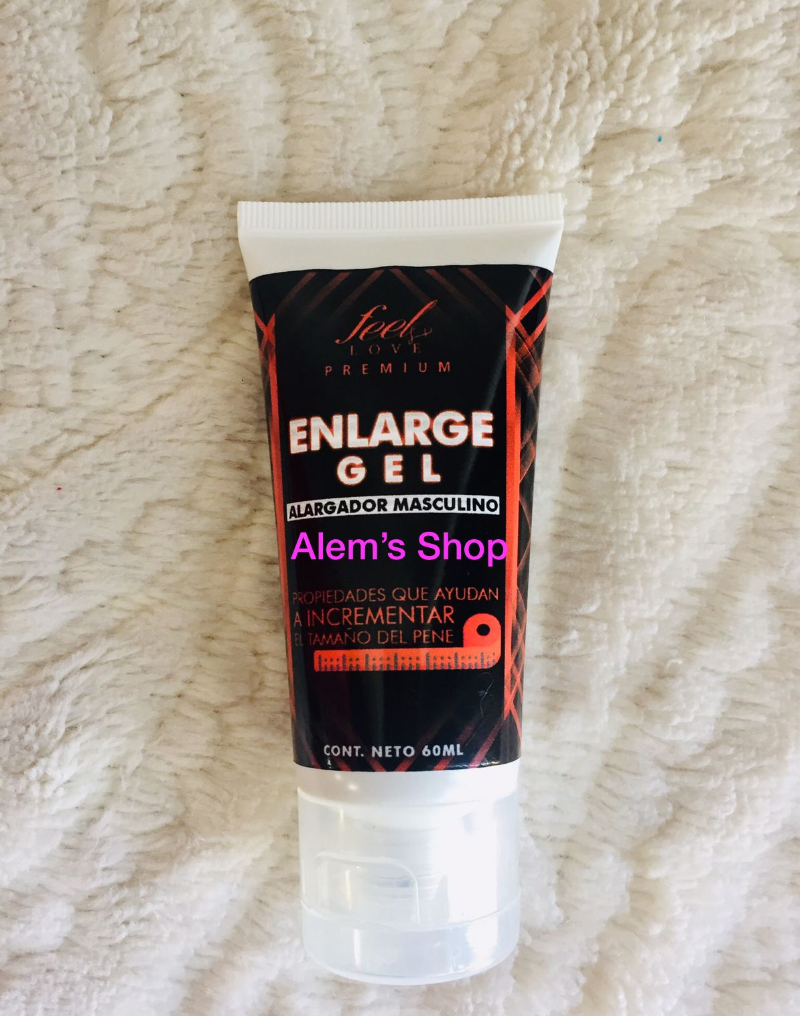 feel
LOVE
PREMIUM
ENLARGE
GEL
ALARGADOR MASCULINO
Alem's Shop
PROPIEDADES QUE AYUDAN
A INCREMENTAR
EL TAMAÑO DEL PENE
CONT. NETO 60ML